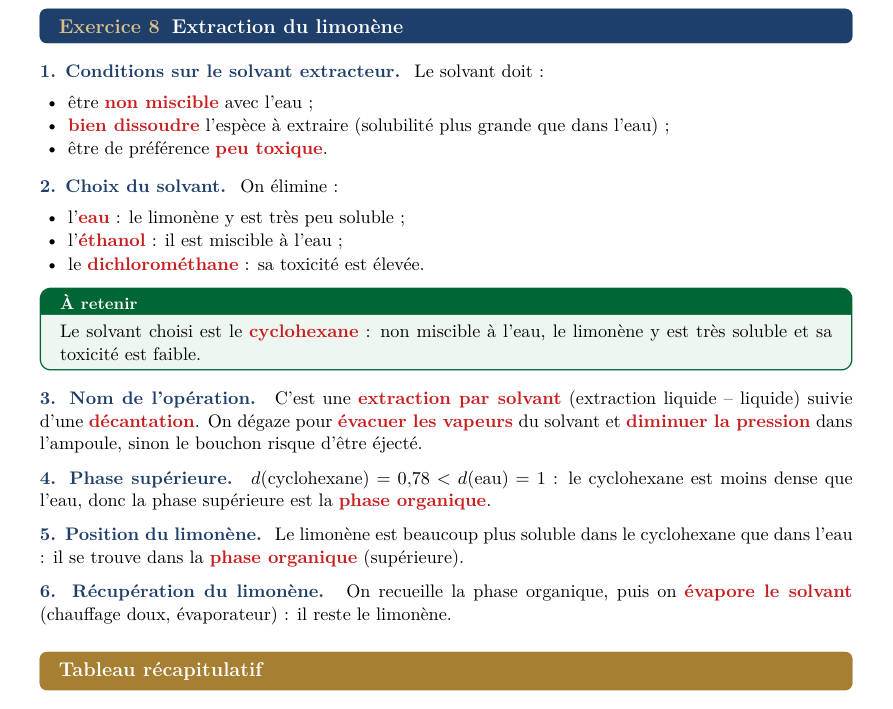 Exercice 8 Extraction du limonène
1. Conditions sur le solvant extracteur. Le solvant doit :
• être non miscible avec l'eau ;
• bien dissoudre l'espèce à extraire (solubilité plus grande que dans l'eau) ;
• être de préférence peu toxique.
2. Choix du solvant. On élimine :
• l'eau : le limonène y est très peu soluble ;
• l'éthanol : il est miscible à l'eau ;
• le dichlorométhane : sa toxicité est élevée.
À retenir
Le solvant choisi est le cyclohexane : non miscible à l'eau, le limonène y est très soluble et sa
toxicité est faible.
3. Nom de l'opération. C'est une extraction par solvant (extraction liquide – liquide) suivie
d'une décantation. On dégaze pour évacuer les vapeurs du solvant et diminuer la pression dans
l'ampoule, sinon le bouchon risque d'être éjecté.
4. Phase supérieure. d(cyclohexane) = 0,78 < d(eau) = 1 : le cyclohexane est moins dense que
l'eau, donc la phase supérieure est la phase organique.
5. Position du limonène. Le limonène est beaucoup plus soluble dans le cyclohexane que dans l'eau
: il se trouve dans la phase organique (supérieure).
6. Récupération du limonène. On recueille la phase organique, puis on évapore le solvant
(chauffage doux, évaporateur) : il reste le limonène.
Tableau récapitulatif